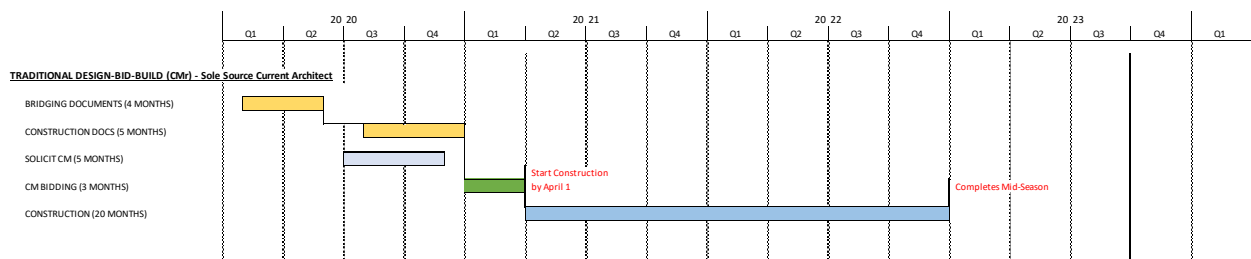 20 20 20 21 20 22 20 23
Q1 Q2 Q3 Q4 Q1 Q2 Q3 Q4 Q1 Q2 Q3 Q4 Q1 Q2 Q3 Q4 Q1
TRADITIONAL DESIGN-BID-BUILD (CMr) - Sole Source Current Architect
BRIDGING DOCUMENTS (4 MONTHS)
CONSTRUCTION DOCS (5 MONTHS)
SOLICIT CM (5 MONTHS)
Start Construction
by April 1
CM BIDDING (3 MONTHS)
Completes Mid-Season
CONSTRUCTION (20 MONTHS)